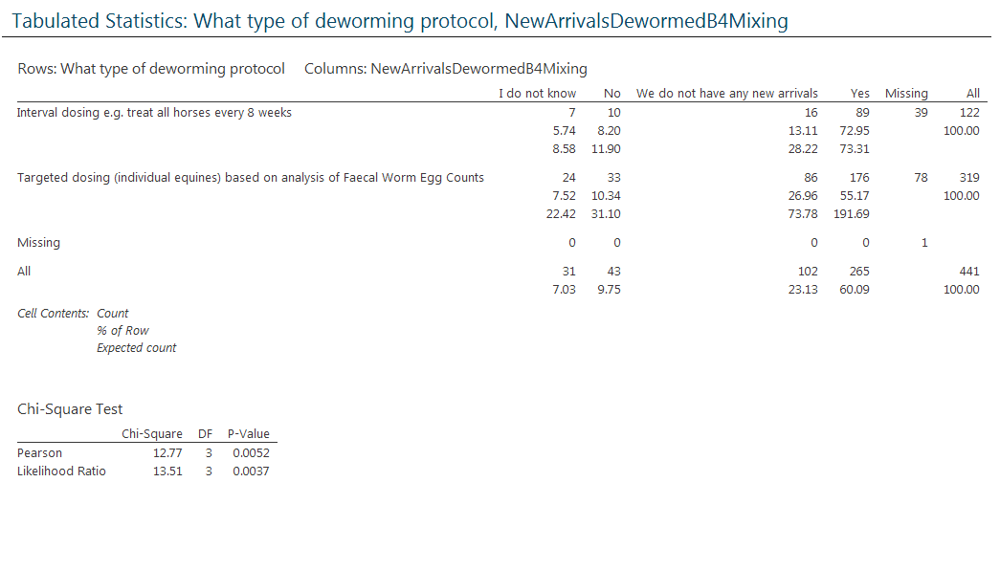 Tabulated Statistics: What type of deworming protocol, NewArrivalsDewormedB4Mixing
Rows: What type of deworming protocol Columns: NewArrivalsDewormedB4Mixing
I do not know No We do not have any new arrivals Yes Missing All
Interval dosing e.g. treat all horses every 8 weeks 7 10 16 89 39 122
5.74 8.20 13.11 72.95 100.00
8.58 11.90 28.22 73.31
Targeted dosing (individual equines) based on analysis of Faecal Worm Egg Counts 24 33 86 176 78 319
7.52 10.34 26.96 55.17 100.00
22.42 31.10 73.78 191.69
Missing 0 0 0 0 1
All 31 43 102 265 441
7.03 9.75 23.13 60.09 100.00
Cell Contents: Count
% of Row
Expected count
Chi-Square Test
Chi-Square DF P-Value
Pearson 12.77 3 0.0052
Likelihood Ratio 13.51 3 0.0037